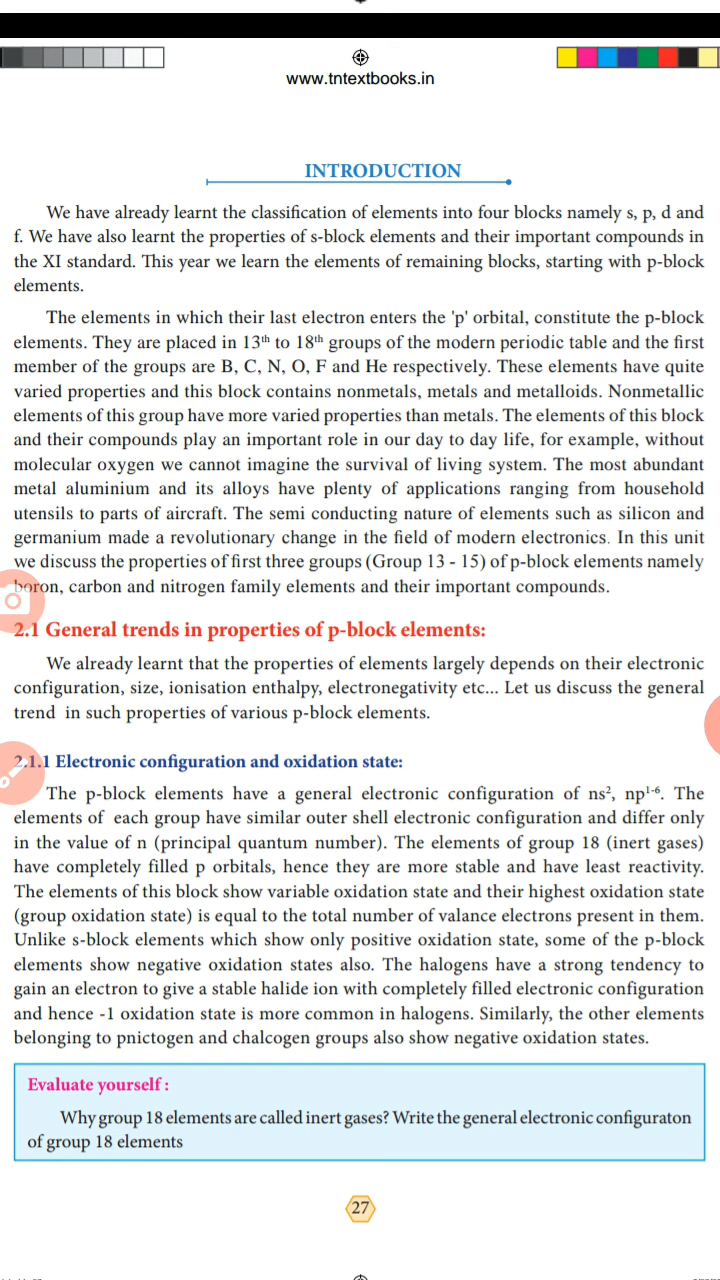 www.tntextbooks.in
INTRODUCTION
We have already learnt the classification of elements into four blocks namely s, p, d and
f. We have also learnt the properties of s-block elements and their important compounds in
the XI standard. This year we learn the elements of remaining blocks, starting with p-block
elements.
The elements in which their last electron enters the 'p' orbital, constitute the p-block
elements. They are placed in 13th to 18th groups of the modern periodic table and the first
member of the groups are B, C, N, O, F and He respectively. These elements have quite
varied properties and this block contains nonmetals, metals and metalloids. Nonmetallic
elements of this group have more varied properties than metals. The elements of this block
and their compounds play an important role in our day to day life, for example, without
molecular oxygen we cannot imagine the survival of living system. The most abundant
metal aluminium and its alloys have plenty of applications ranging from household
utensils to parts of aircraft. The semi conducting nature of elements such as silicon and
germanium made a revolutionary change in the field of modern electronics. In this unit
we discuss the properties of first three groups (Group 13 - 15) of p-block elements namely
boron, carbon and nitrogen family elements and their important compounds.
2.1 General trends in properties of p-block elements:
We already learnt that the properties of elements largely depends on their electronic
configuration, size, ionisation enthalpy, electronegativity etc... Let us discuss the general
trend in such properties of various p-block elements.
2.1.1 Electronic configuration and oxidation state:
The p-block elements have a general electronic configuration of ns², np¹⁻⁶. The
elements of each group have similar outer shell electronic configuration and differ only
in the value of n (principal quantum number). The elements of group 18 (inert gases)
have completely filled p orbitals, hence they are more stable and have least reactivity.
The elements of this block show variable oxidation state and their highest oxidation state
(group oxidation state) is equal to the total number of valance electrons present in them.
Unlike s-block elements which show only positive oxidation state, some of the p-block
elements show negative oxidation states also. The halogens have a strong tendency to
gain an electron to give a stable halide ion with completely filled electronic configuration
and hence -1 oxidation state is more common in halogens. Similarly, the other elements
belonging to pnictogen and chalcogen groups also show negative oxidation states.
Evaluate yourself :
Why group 18 elements are called inert gases? Write the general electronic configuraton
of group 18 elements
27